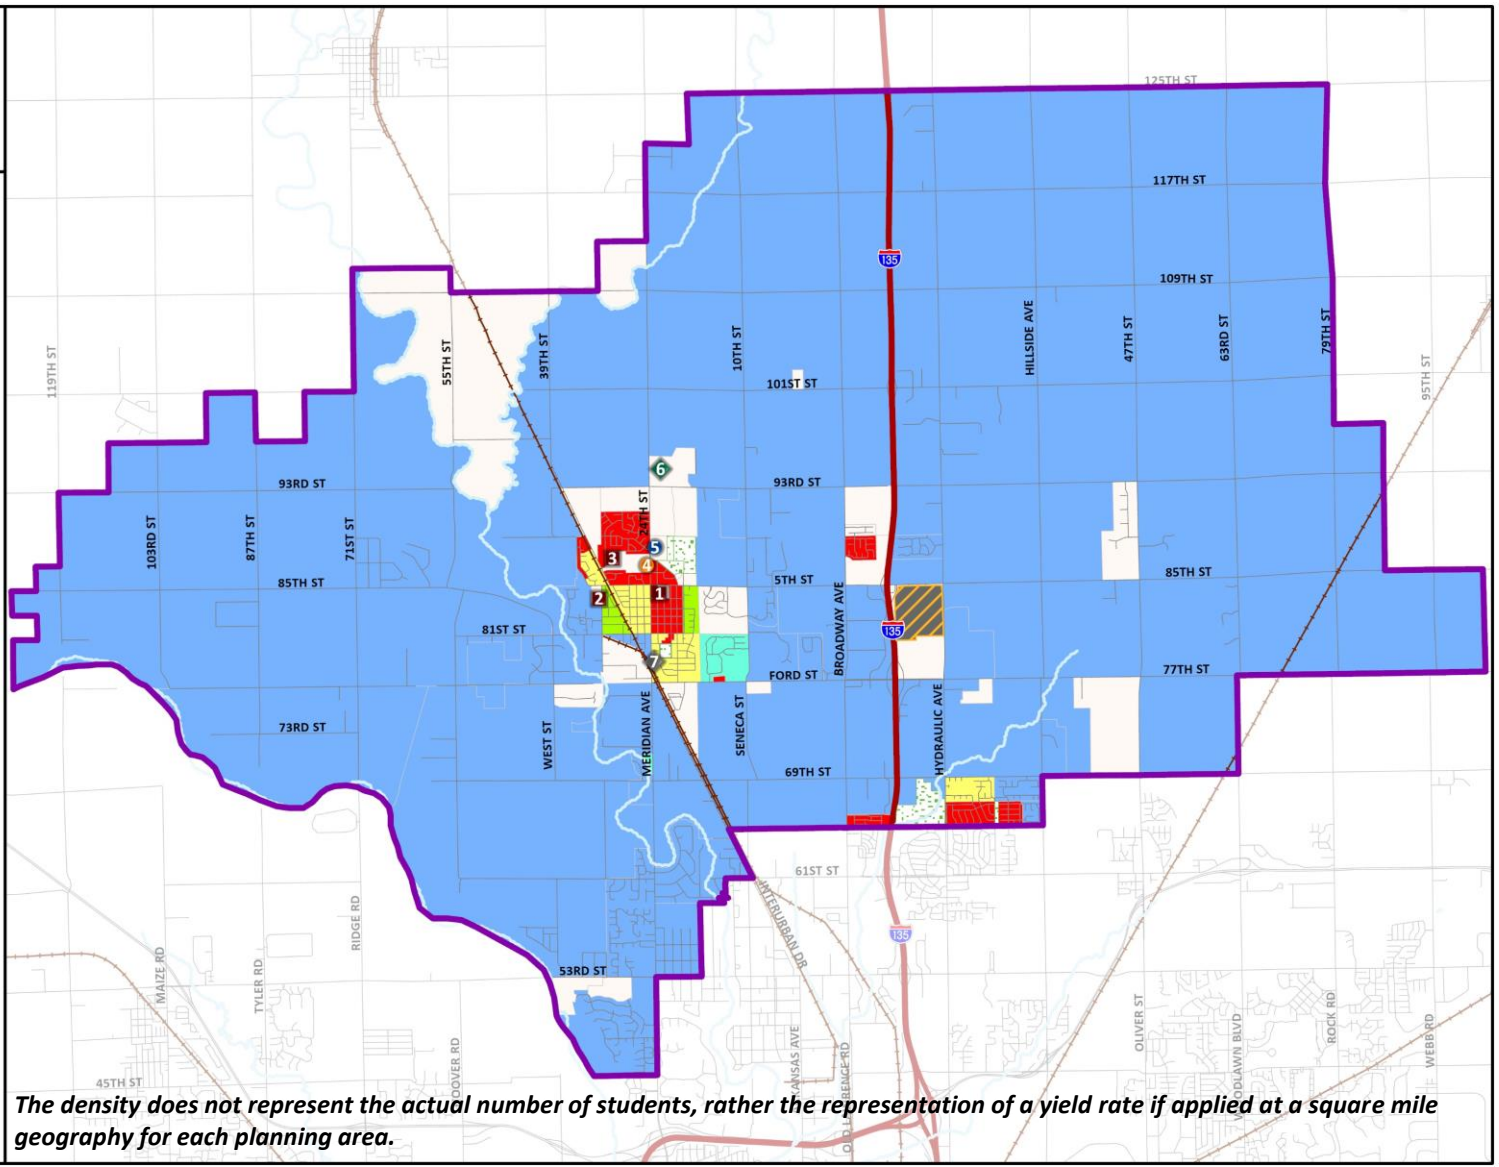 125TH ST
117TH ST
135
109TH ST
119TH ST
55TH ST
39TH ST
10TH ST
HILLSIDE AVE
47TH ST
63RD ST
79TH ST
95TH ST
101ST ST
6
93RD ST
93RD ST
24TH ST
103RD ST
87TH ST
71ST ST
5
3
4
85TH ST
5TH ST
85TH ST
2
1
BROADWAY AVE
81ST ST
135
7
FORD ST
77TH ST
73RD ST
WEST ST
MERIDIAN AVE
SENECA ST
HYDRAULIC AVE
69TH ST
61ST ST
INTERURBAN DR
RIDGE RD
135
MAIZE RD
TYLER RD
53RD ST
OLIVER ST
WOODLAWN BLVD
ROCK RD
WEBB RD
KANSAS AVE
45TH ST
The density does not represent the actual number of students, rather the representation of a yield rate if applied at a square mile
geography for each planning area.